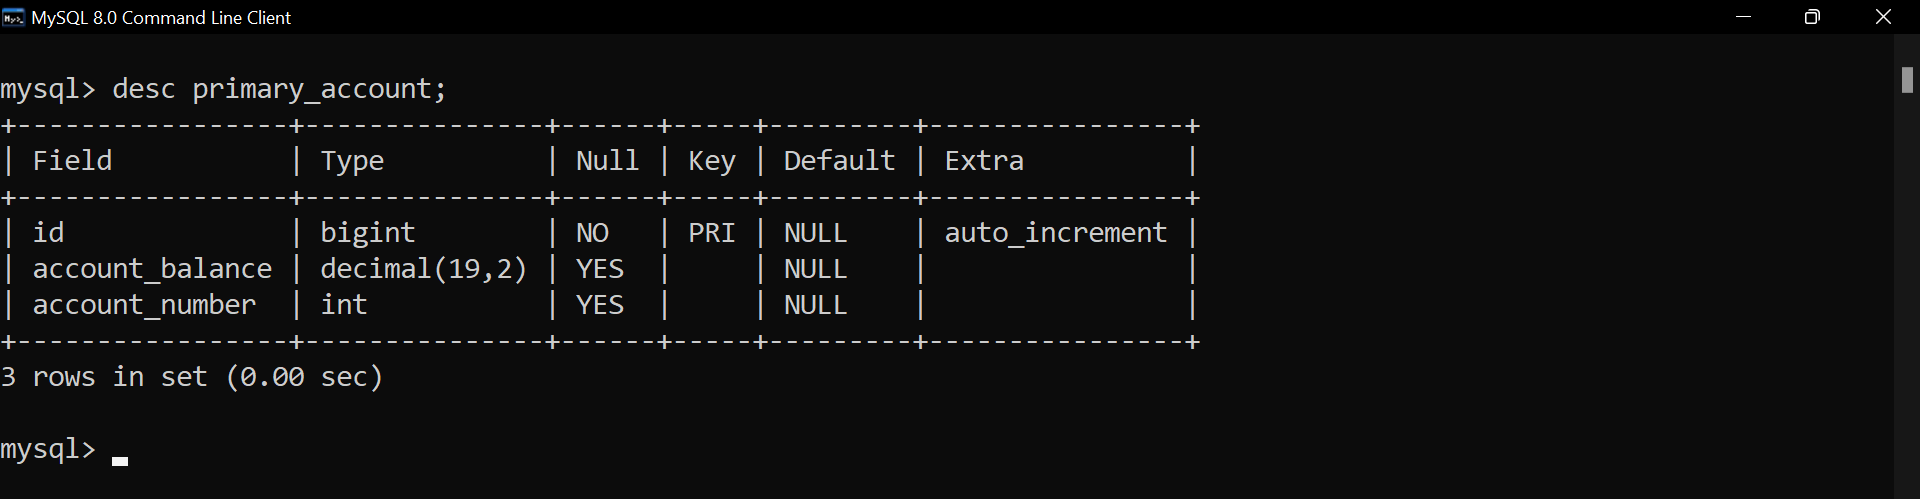 MySQL 8.0 Command Line Client
mysql> desc primary_account;
+-----------------+---------------+------+-----+---------+----------------+
| Field           | Type          | Null | Key | Default | Extra          |
+-----------------+---------------+------+-----+---------+----------------+
| id              | bigint        | NO   | PRI | NULL    | auto_increment |
| account_balance | decimal(19,2) | YES  |     | NULL    |                |
| account_number  | int           | YES  |     | NULL    |                |
+-----------------+---------------+------+-----+---------+----------------+
3 rows in set (0.00 sec)
mysql>